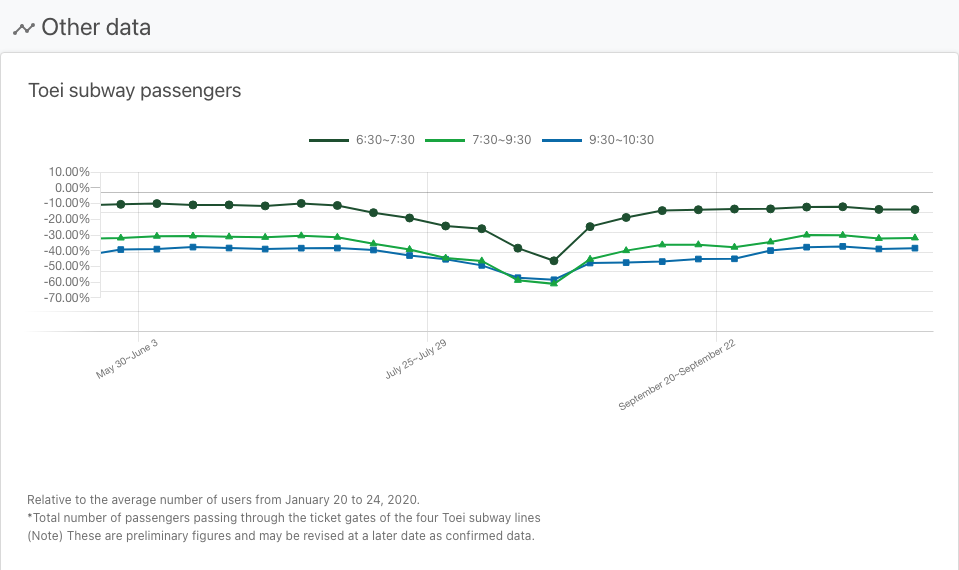 Other data
Toei subway passengers
6:30~7:30 7:30~9:30 9:30~10:30
10.00%
0.00%
-10.00%
-20.00%
-30.00%
-40.00%
-50.00%
-60.00%
-70.00%
May 30~June 3
July 25~July 29
September 20~September 22
Relative to the average number of users from January 20 to 24, 2020.
*Total number of passengers passing through the ticket gates of the four Toei subway lines
(Note) These are preliminary figures and may be revised at a later date as confirmed data.